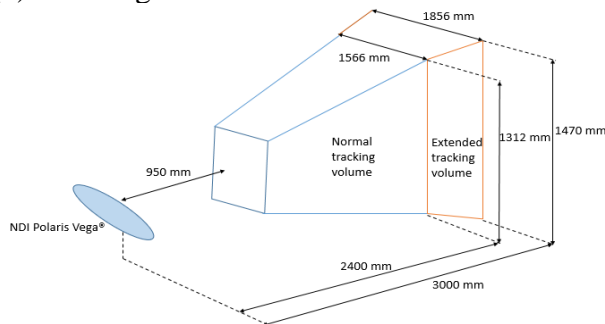 1856 mm
1566 mm
Normal
tracking
volume
Extended
tracking
volume
1312 mm
1470 mm
950 mm
NDI Polaris Vega®
2400 mm
3000 mm